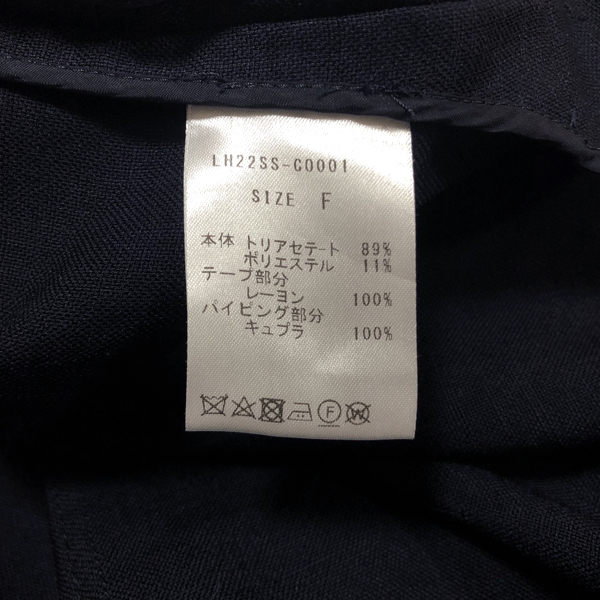 LH22SS-C0001
SIZE F
本体 トリアセテート 89%
ポリエステル 11%
テープ部分
レーヨン 100%
パイピング部分
キュプラ 100%
F W